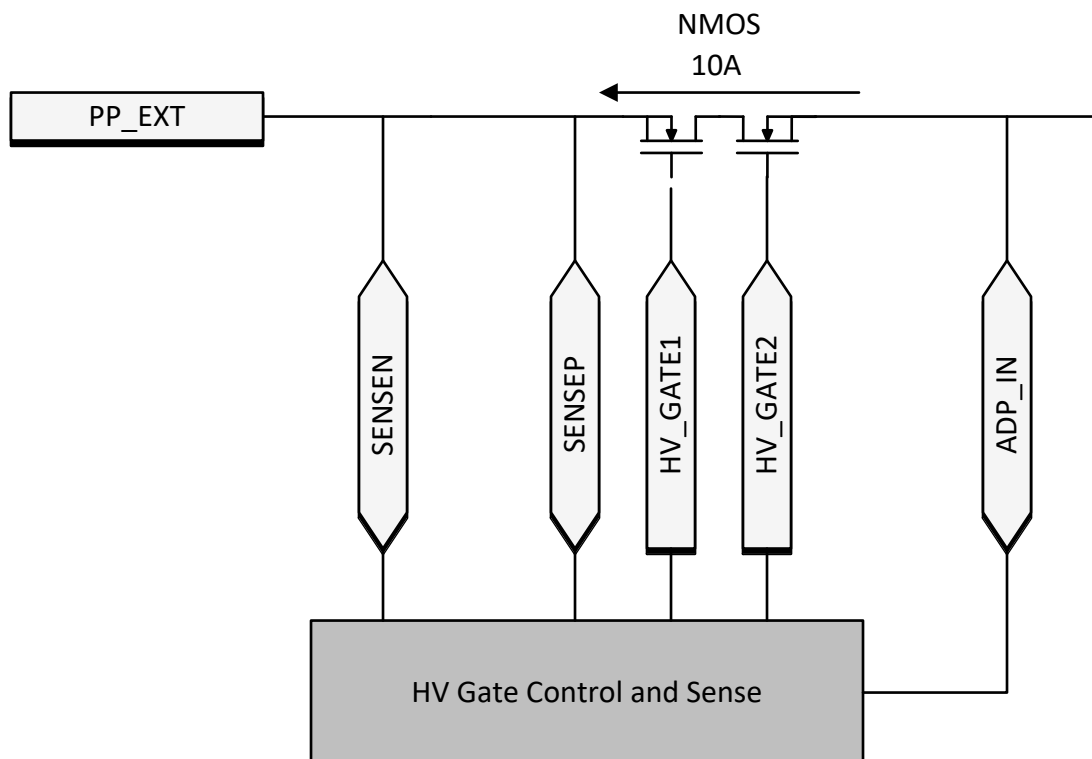 NMOS
10A
PP_EXT
SENSEN
SENSEP
HV_GATE1
HV_GATE2
ADP_IN
HV Gate Control and Sense